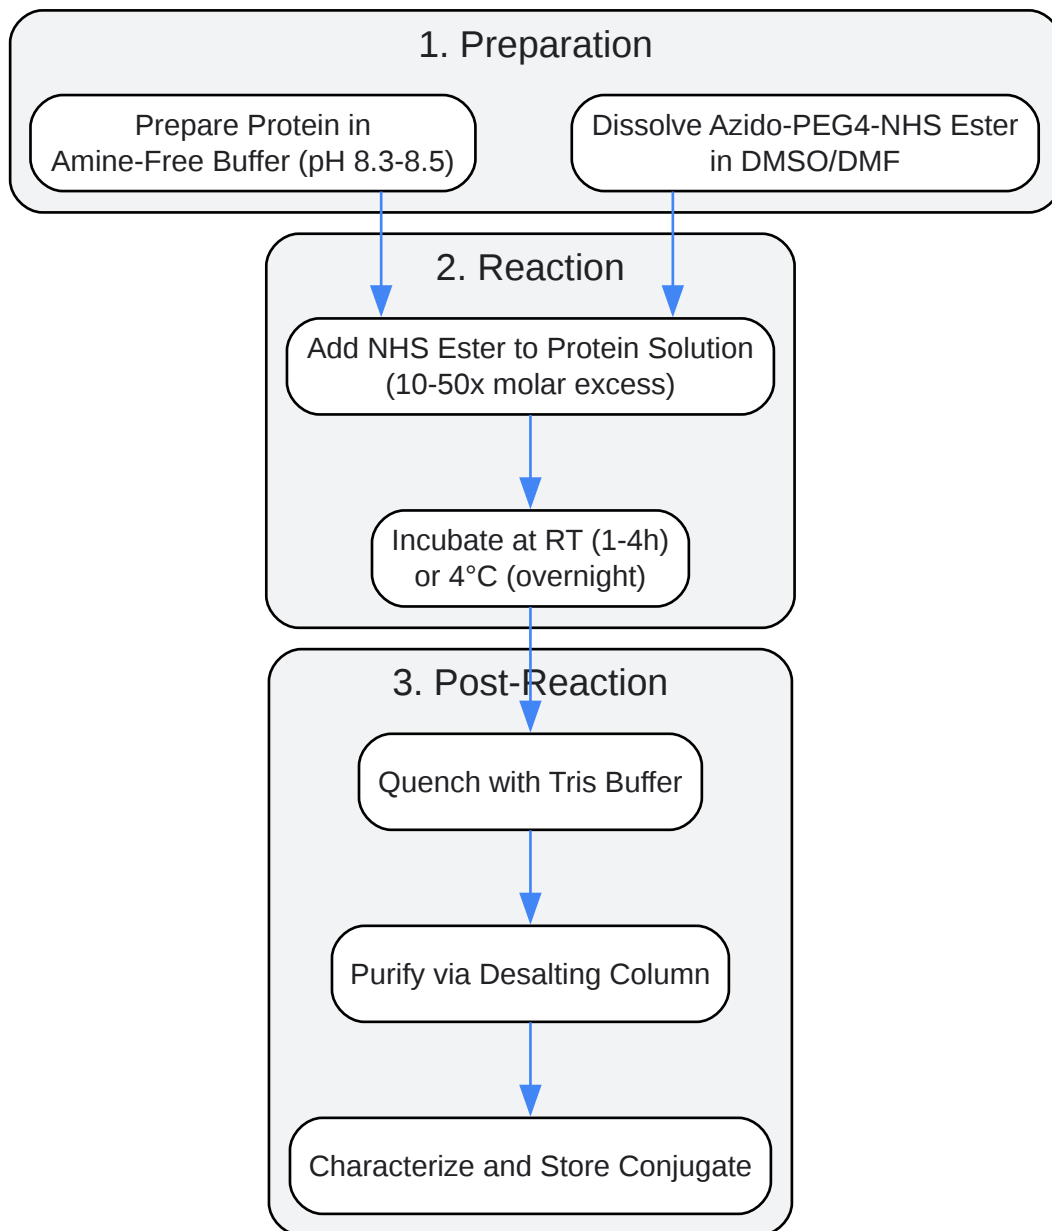 1. Preparation
Prepare Protein in
Amine-Free Buffer (pH 8.3-8.5)
Dissolve Azido-PEG4-NHS Ester
in DMSO/DMF
2. Reaction
Add NHS Ester to Protein Solution
(10-50x molar excess)
Incubate at RT (1-4h)
or 4°C (overnight)
3. Post-Reaction
Quench with Tris Buffer
Purify via Desalting Column
Characterize and Store Conjugate